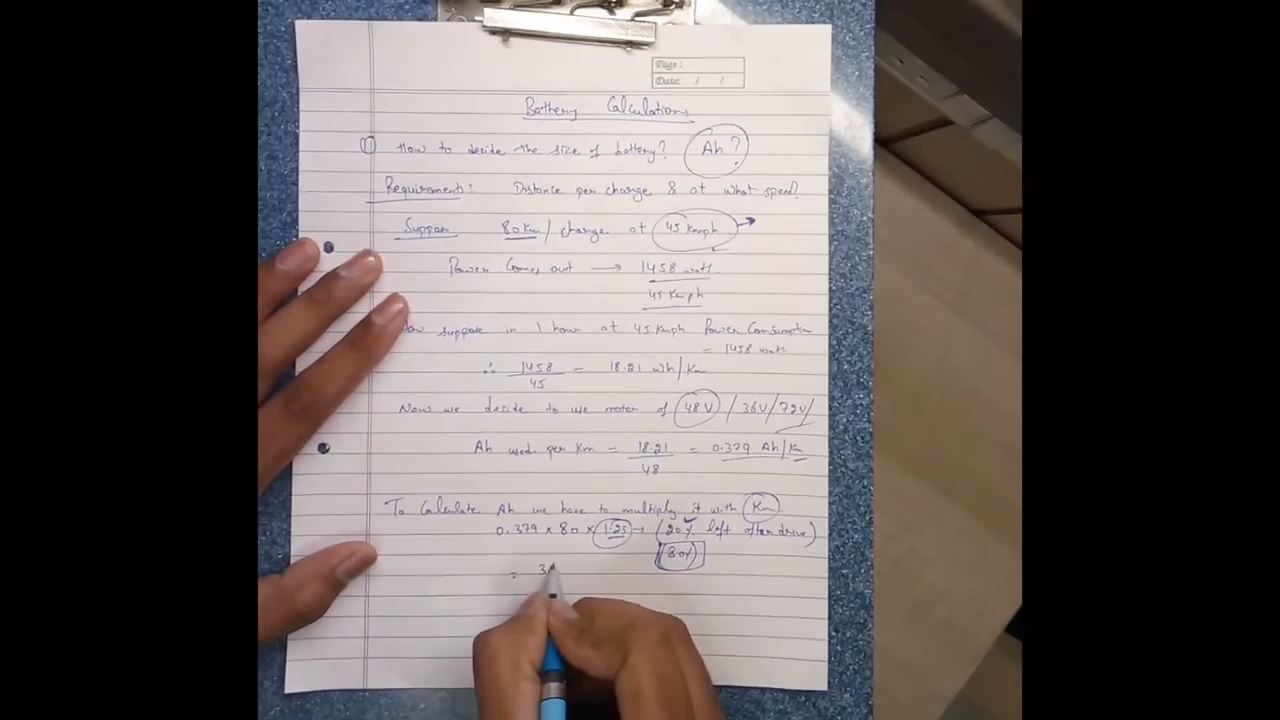 Page:
Date: / /
Battery Calculations
① How to decide the size of battery? Ah?
Requirement: Distance per charge & at what speed?
Suppose 80 Km/charge at 45 Kmph
Power Comes out → 1458 watt
45 Kmph
Now suppose in 1 hour at 45 Kmph Power Consumption
= 1458 watt
∴ 1458/45 = 18.21 wh/Km
Now we decide to use motor of 48V / 36V / 72V/
Ah used per Km = 18.21/48 = 0.379 Ah/Km
To Calculate Ah we have to multiply it with Km.
0.379 × 80 × 1.25 → (20% left after drive)
(80%)
= 3